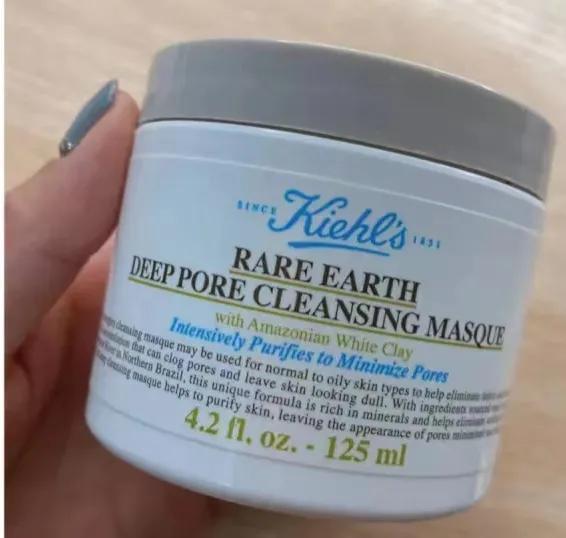 SINCE Kiehl's 1851
RARE EARTH
DEEP PORE CLEANSING MASQUE
with Amazonian White Clay
Intensively Purifies to Minimize Pores
cleansing masque may be used for normal to oily skin types to help eliminate
that can clog pores and leave skin looking dull. With ingredients sourced
in Northern Brazil, this unique formula is rich in minerals and helps eliminate
cleansing masque helps to purify skin, leaving the appearance of pores minimized
4.2 fl. oz. - 125 ml